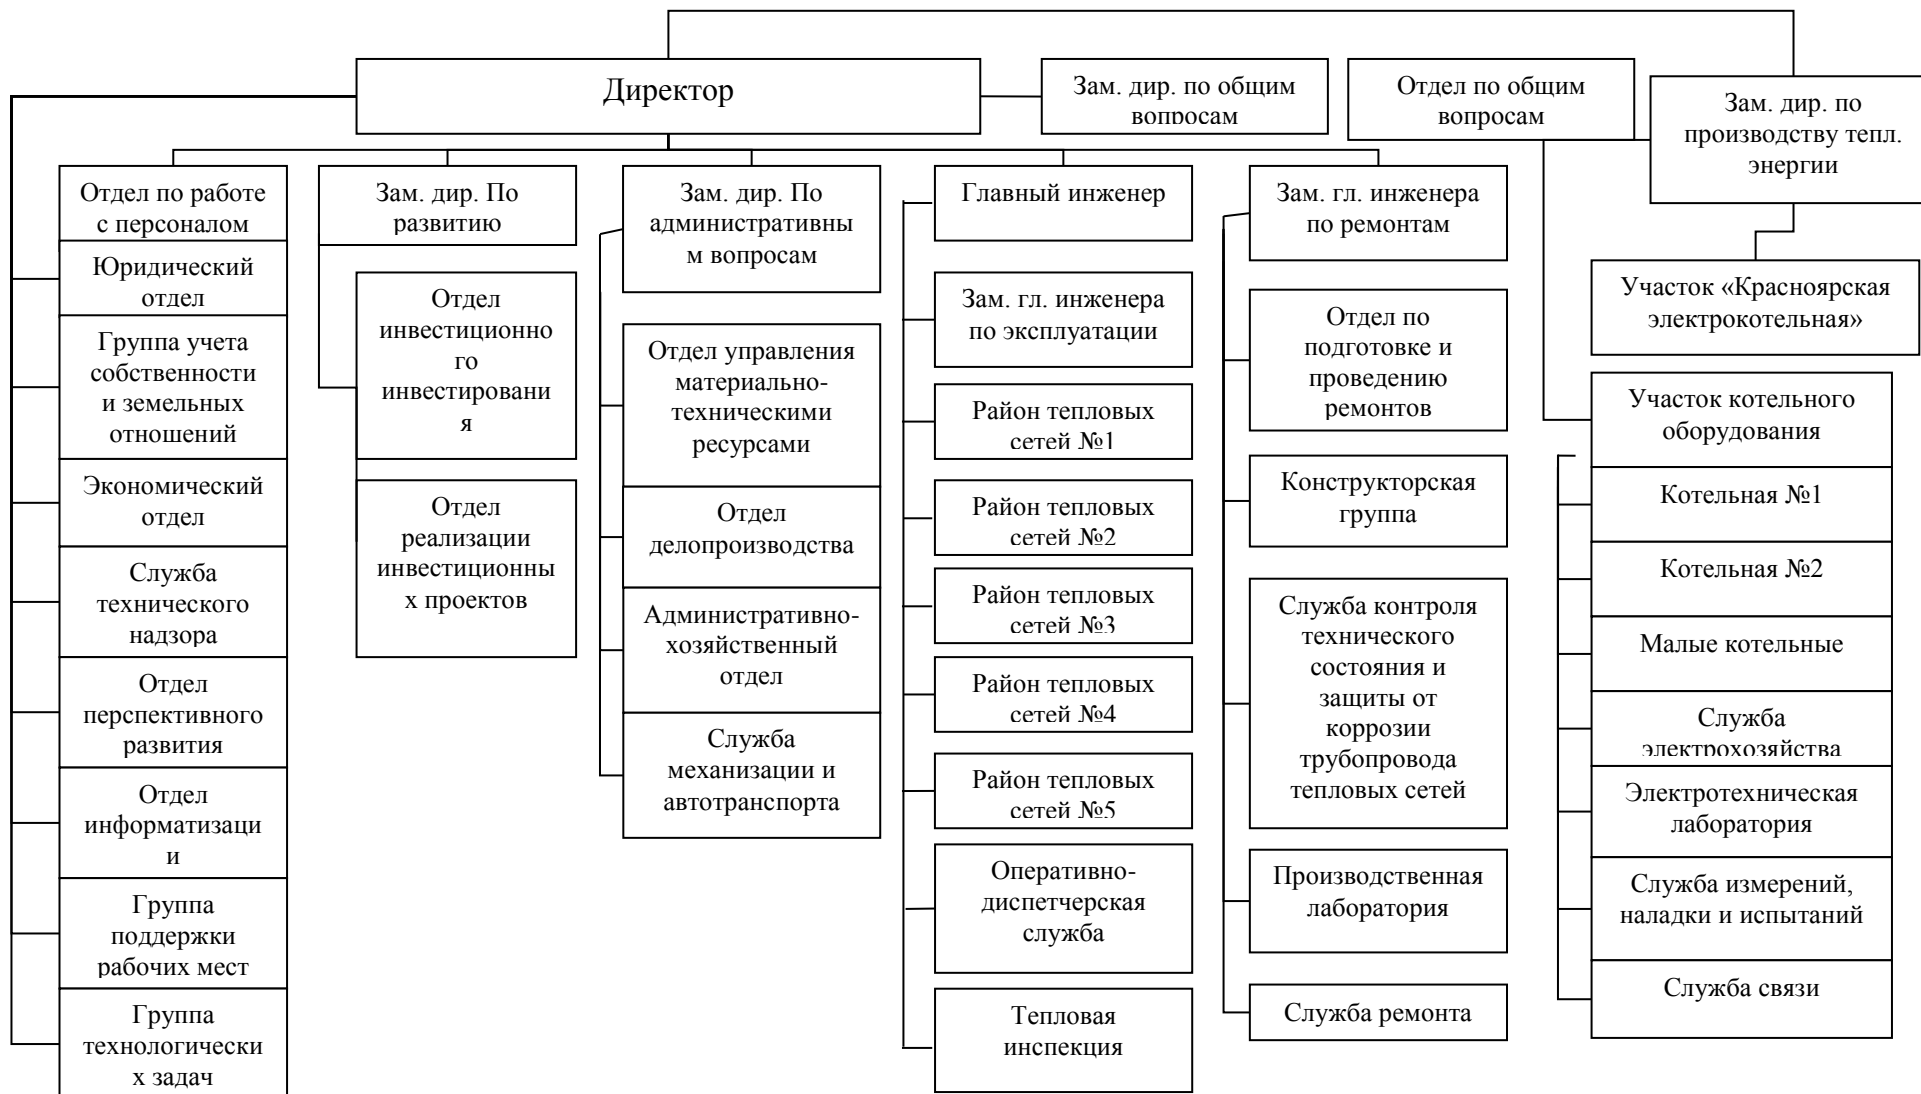 Директор
Зам. дир. по общим
вопросам
Отдел по общим
вопросам
Зам. дир. по
производству тепл.
энергии
Отдел по работе
с персоналом
Юридический
отдел
Группа учета
собственности
и земельных
отношений
Экономический
отдел
Служба
технического
надзора
Отдел
перспективного
развития
Отдел
информатизаци
и
Группа
поддержки
рабочих мест
Группа
технологически
х задач
Зам. дир. По
развитию
Отдел
инвестиционно
го
инвестировани
я
Отдел
реализации
инвестиционны
х проектов
Зам. дир. По
административны
м вопросам
Отдел управления
материально-
техническими
ресурсами
Отдел
делопроизводства
Административно-
хозяйственный
отдел
Служба
механизации и
автотранспорта
Главный инженер
Зам. гл. инженера
по эксплуатации
Район тепловых
сетей №1
Район тепловых
сетей №2
Район тепловых
сетей №3
Район тепловых
сетей №4
Район тепловых
сетей №5
Оперативно-
диспетчерская
служба
Тепловая
инспекция
Зам. гл. инженера
по ремонтам
Отдел по
подготовке и
проведению
ремонтов
Конструкторская
группа
Служба контроля
технического
состояния и
защиты от
коррозии
трубопровода
тепловых сетей
Производственная
лаборатория
Служба ремонта
Участок «Красноярская
электрокотельная»
Участок котельного
оборудования
Котельная №1
Котельная №2
Малые котельные
Служба
электрохозяйства
Электротехническая
лаборатория
Служба измерений,
наладки и испытаний
Служба связи